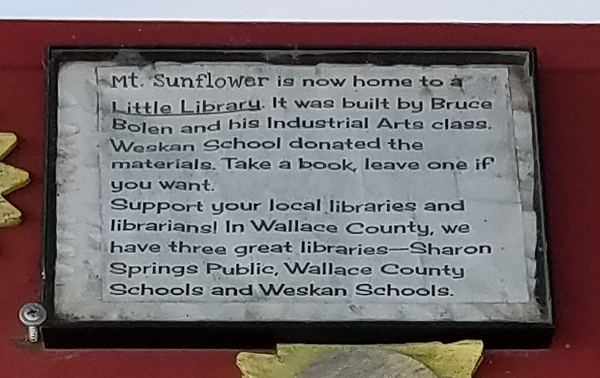 Mt. Sunflower is now home to a
Little Library. It was built by Bruce
Bolen and his Industrial Arts class.
Weskan School donated the
materials. Take a book, leave one if
you want.
Support your local libraries and
librarians! In Wallace County, we
have three great libraries—Sharon
Springs Public, Wallace County
Schools and Weskan Schools.